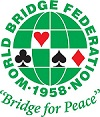 WORLD BRIDGE FEDERATION
• 1958 •
"Bridge for Peace"